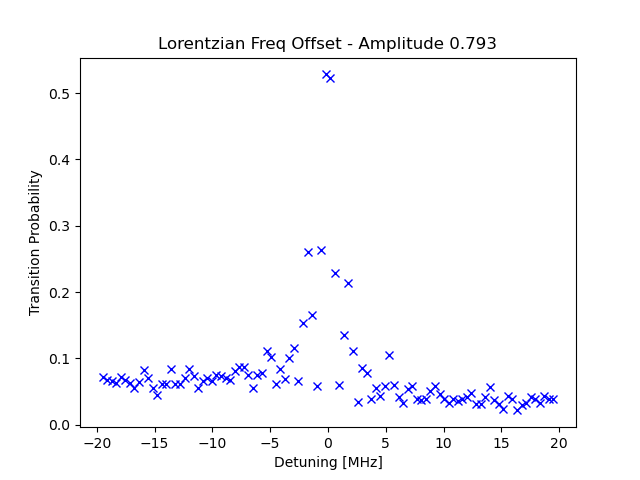 Lorentzian Freq Offset - Amplitude 0.793
Transition Probability
0.5
0.4
0.3
0.2
0.1
0.0
−20 −15 −10 −5 0 5 10 15 20
Detuning [MHz]